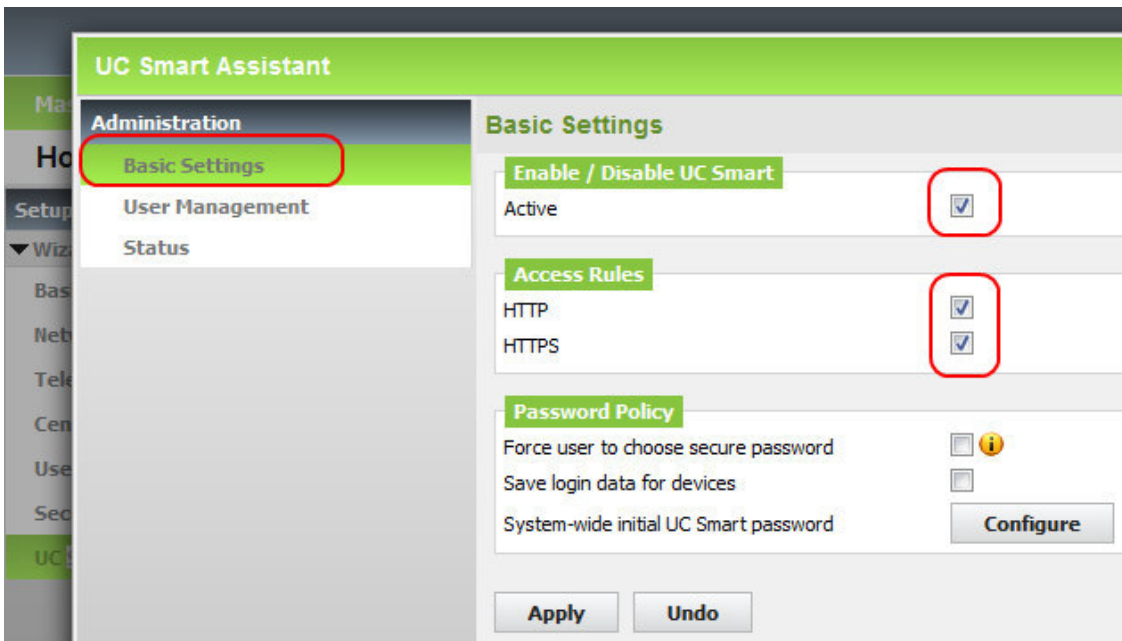 UC Smart Assistant
Administration
Basic Settings
User Management
Status
Basic Settings
Enable / Disable UC Smart
Active
Access Rules
HTTP
HTTPS
Password Policy
Force user to choose secure password
Save login data for devices
System-wide initial UC Smart password
Configure
Apply
Undo
Setup
UC